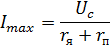 I_max = U_c / (r_я + r_п)